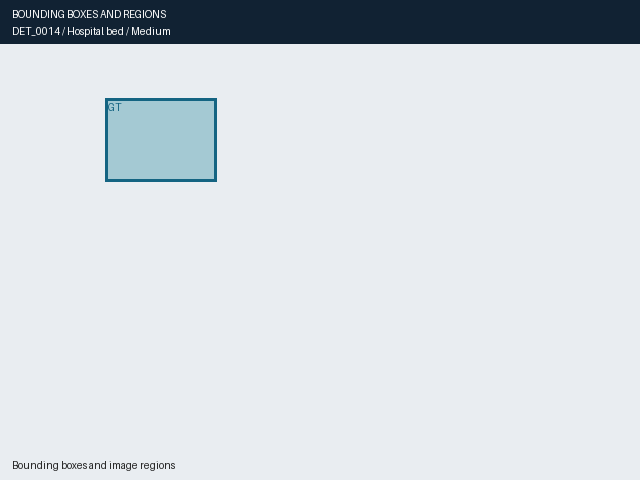 BOUNDING BOXES AND REGIONS
DET_0014 / Hospital bed / Medium
GT
Bounding boxes and image regions